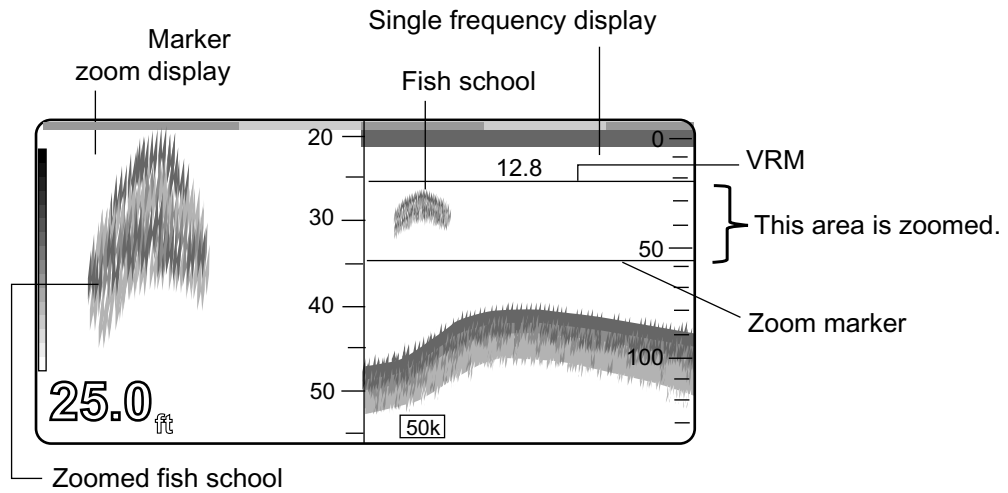 Single frequency display
Marker
zoom display
Fish school
20
30
40
50
12.8
0
50
100
VRM
This area is zoomed.
Zoom marker
25.0 ft
50k
Zoomed fish school